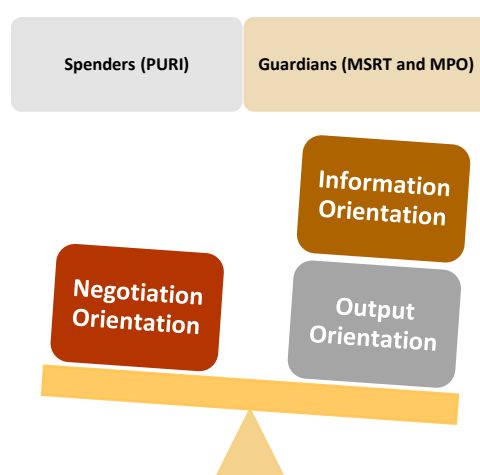 Spenders (PURI)
Guardians (MSRT and MPO)
Information
Orientation
Negotiation
Orientation
Output
Orientation